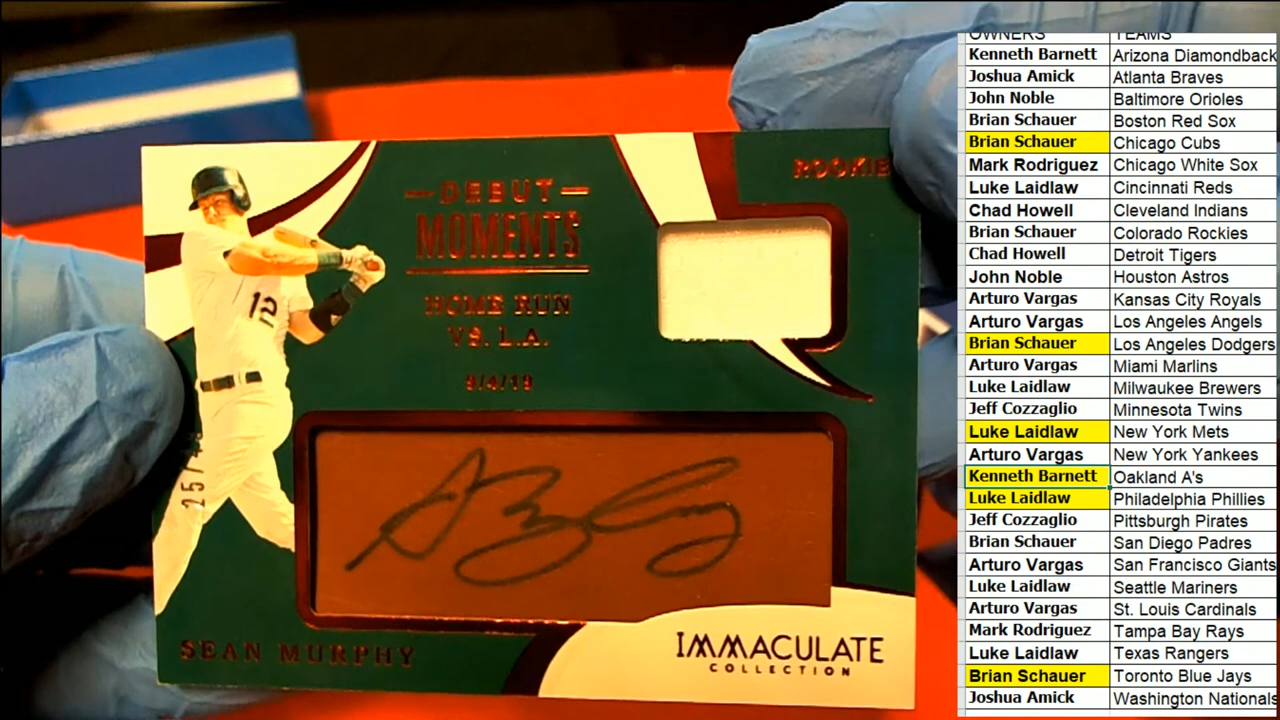 DEBUT
MOMENTS
HOME RUN
VS. L.A.
9/4/19
ROOKIE
12
SEAN MURPHY
IMMACULATE
COLLECTION
OWNERS TEAMS
Kenneth Barnett Arizona Diamondback
Joshua Amick Atlanta Braves
John Noble Baltimore Orioles
Brian Schauer Boston Red Sox
Brian Schauer Chicago Cubs
Mark Rodriguez Chicago White Sox
Luke Laidlaw Cincinnati Reds
Chad Howell Cleveland Indians
Brian Schauer Colorado Rockies
Chad Howell Detroit Tigers
John Noble Houston Astros
Arturo Vargas Kansas City Royals
Arturo Vargas Los Angeles Angels
Brian Schauer Los Angeles Dodgers
Arturo Vargas Miami Marlins
Luke Laidlaw Milwaukee Brewers
Jeff Cozzaglio Minnesota Twins
Luke Laidlaw New York Mets
Arturo Vargas New York Yankees
Kenneth Barnett Oakland A's
Luke Laidlaw Philadelphia Phillies
Jeff Cozzaglio Pittsburgh Pirates
Brian Schauer San Diego Padres
Arturo Vargas San Francisco Giants
Luke Laidlaw Seattle Mariners
Arturo Vargas St. Louis Cardinals
Mark Rodriguez Tampa Bay Rays
Luke Laidlaw Texas Rangers
Brian Schauer Toronto Blue Jays
Joshua Amick Washington Nationals